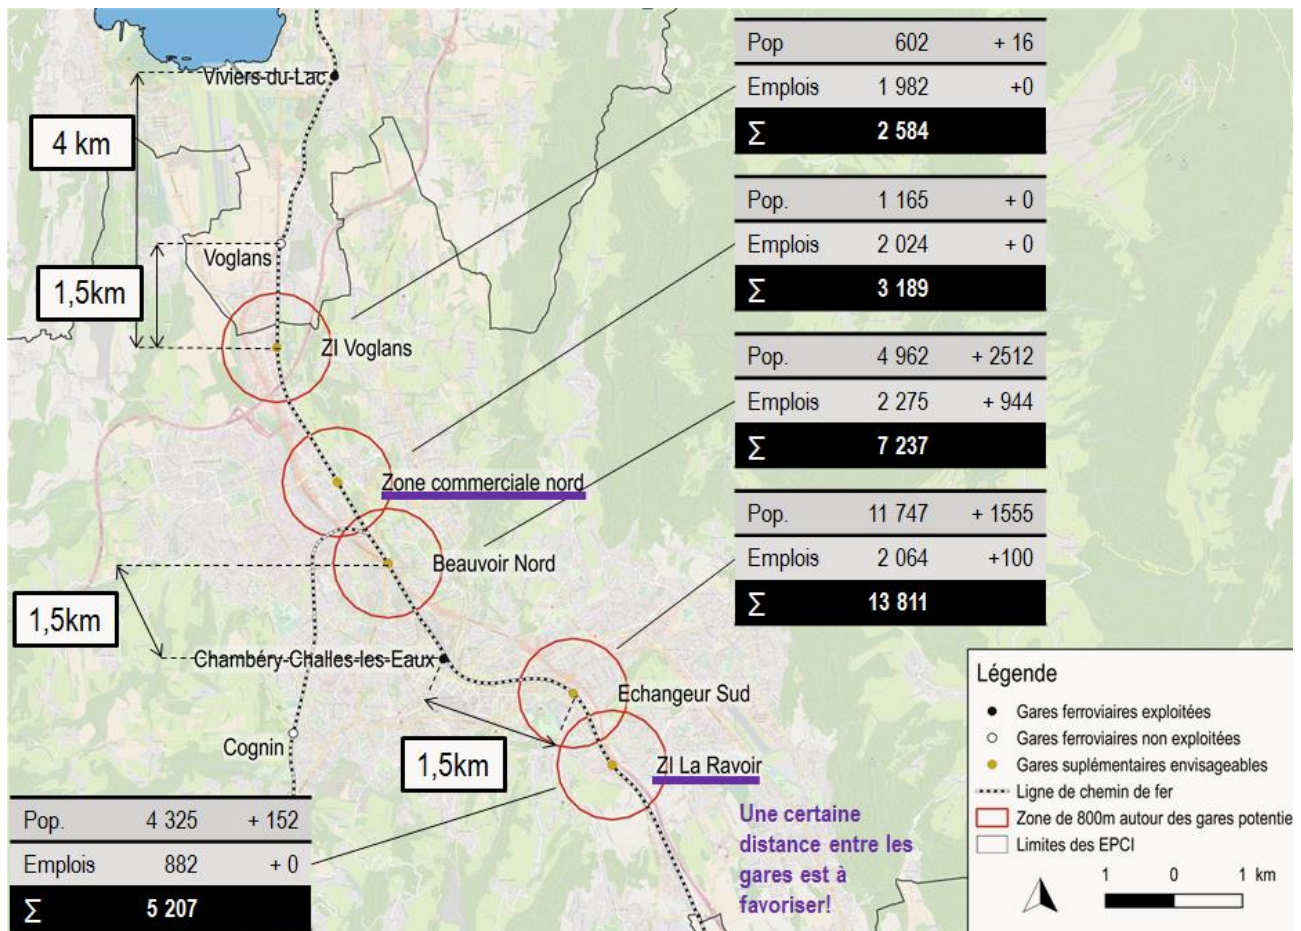 Viviers-du-Lac
4 km
Voglans
1,5km
ZI Voglans
Zone commerciale nord
Beauvoir Nord
1,5km
Chambéry-Challes-les-Eaux
Echangeur Sud
1,5km
Cognin
ZI La Ravoir
Une certaine
distance entre les
gares est à
favoriser!
Pop 602 + 16
Emplois 1 982 +0
∑ 2 584
Pop. 1 165 + 0
Emplois 2 024 + 0
∑ 3 189
Pop. 4 962 + 2512
Emplois 2 275 + 944
∑ 7 237
Pop. 11 747 + 1555
Emplois 2 064 +100
∑ 13 811
Pop. 4 325 + 152
Emplois 882 + 0
∑ 5 207
Légende
Gares ferroviaires exploitées
Gares ferroviaires non exploitées
Gares suplémentaires envisageables
Ligne de chemin de fer
Zone de 800m autour des gares potentie
Limites des EPCI
1 0 1 km